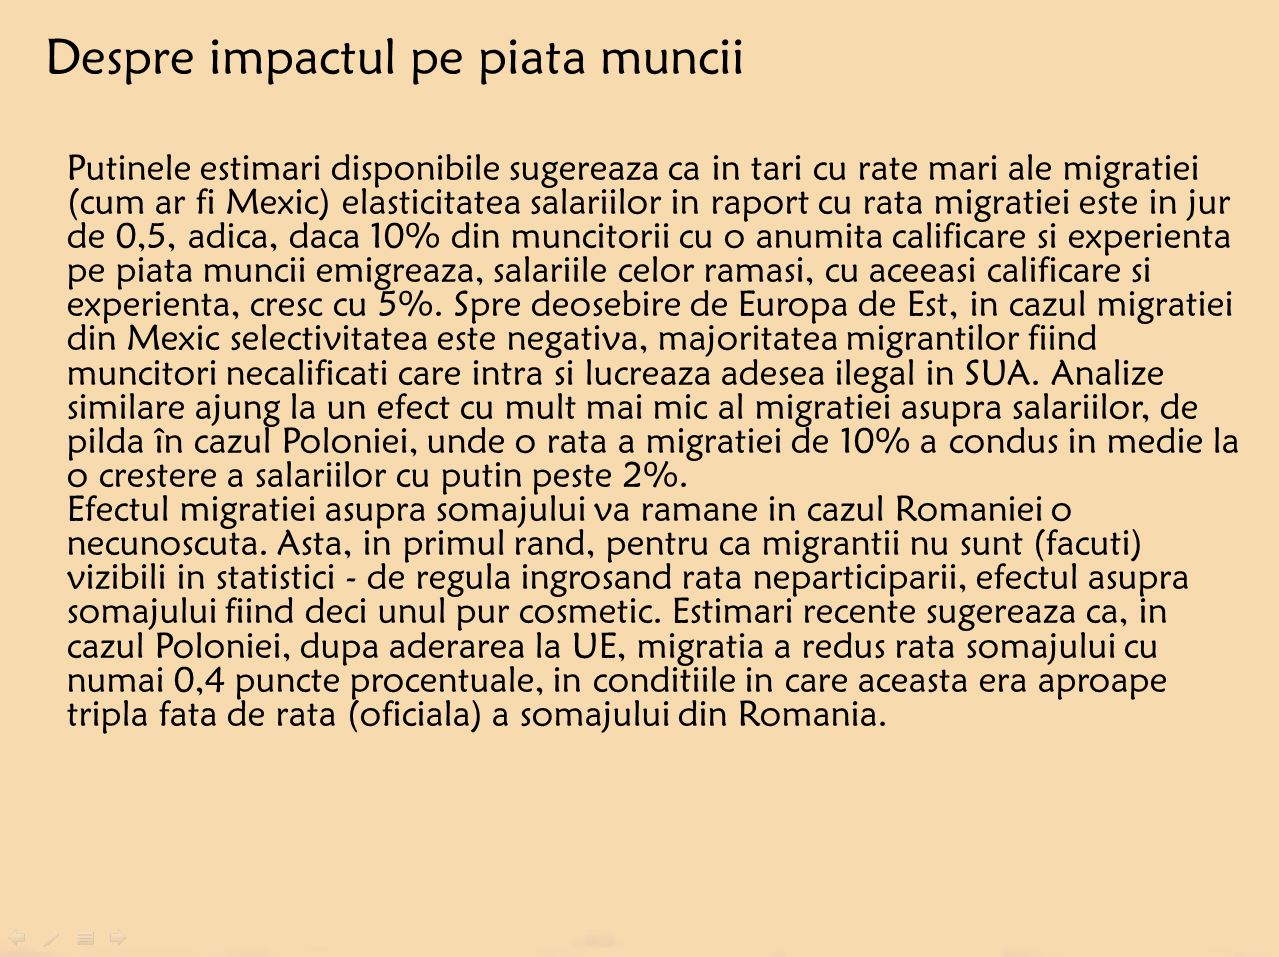 Despre impactul pe piata muncii
Putinele estimari disponibile sugereaza ca in tari cu rate mari ale migratiei
(cum ar fi Mexic) elasticitatea salariilor in raport cu rata migratiei este in jur
de 0,5, adica, daca 10% din muncitorii cu o anumita calificare si experienta
pe piata muncii emigreaza, salariile celor ramasi, cu aceeasi calificare si
experienta, cresc cu 5%. Spre deosebire de Europa de Est, in cazul migratiei
din Mexic selectivitatea este negativa, majoritatea migrantilor fiind
muncitori necalificati care intra si lucreaza adesea ilegal in SUA. Analize
similare ajung la un efect cu mult mai mic al migratiei asupra salariilor, de
pilda în cazul Poloniei, unde o rata a migratiei de 10% a condus in medie la
o crestere a salariilor cu putin peste 2%.
Efectul migratiei asupra somajului va ramane in cazul Romaniei o
necunoscuta. Asta, in primul rand, pentru ca migrantii nu sunt (facuti)
vizibili in statistici - de regula ingrosand rata neparticiparii, efectul asupra
somajului fiind deci unul pur cosmetic. Estimari recente sugereaza ca, in
cazul Poloniei, dupa aderarea la UE, migratia a redus rata somajului cu
numai 0,4 puncte procentuale, in conditiile in care aceasta era aproape
tripla fata de rata (oficiala) a somajului din Romania.